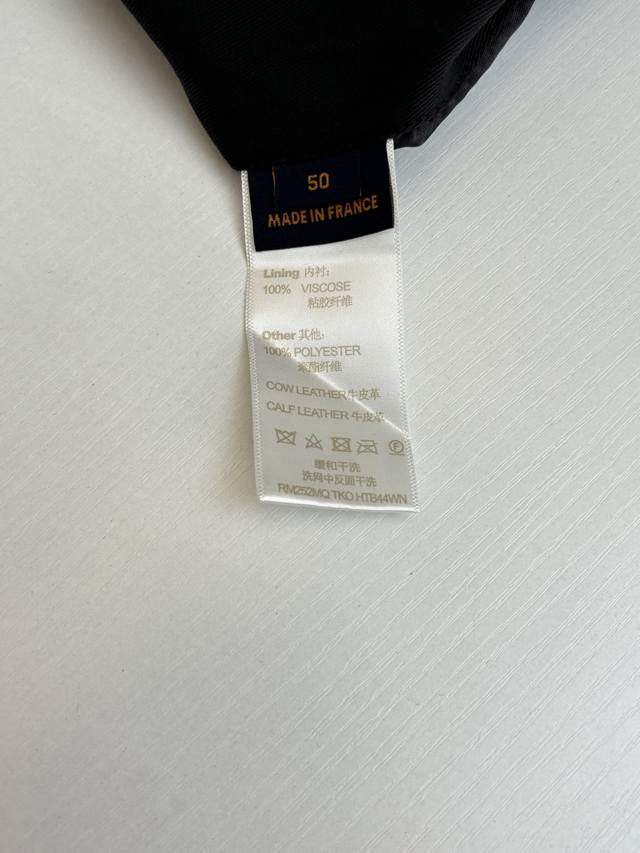 50
MADE IN FRANCE
Lining 内衬:
100% VISCOSE
粘胶纤维
Other 其他:
100% POLYESTER
聚酯纤维
COW LEATHER 牛皮革
CALF LEATHER 牛皮革
缓和干洗
洗网中反面干洗
RM252MQ TKO HTB44WN